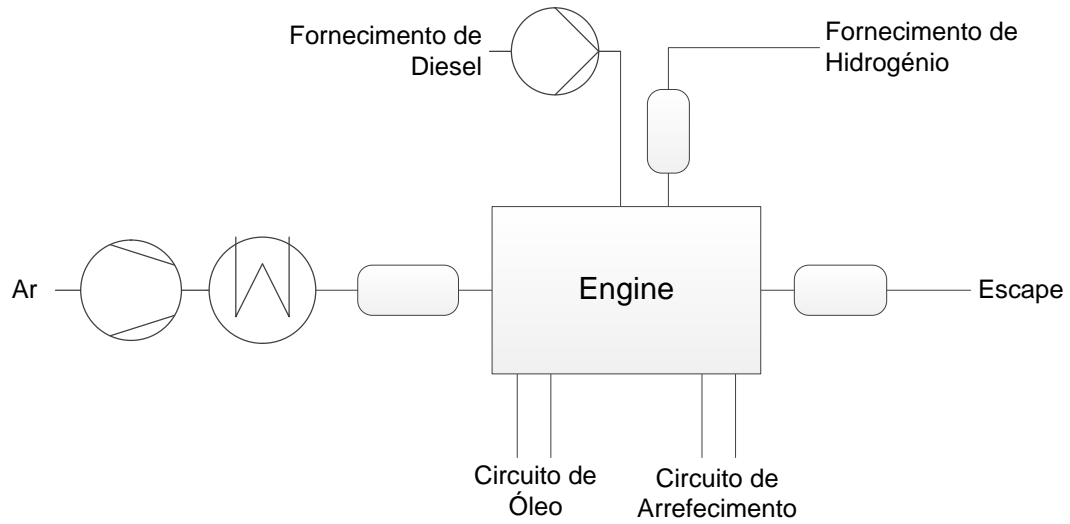 Fornecimento de
Diesel
Fornecimento de
Hidrogénio
Ar
Engine
Escape
Circuito de
Óleo
Circuito de
Arrefecimento